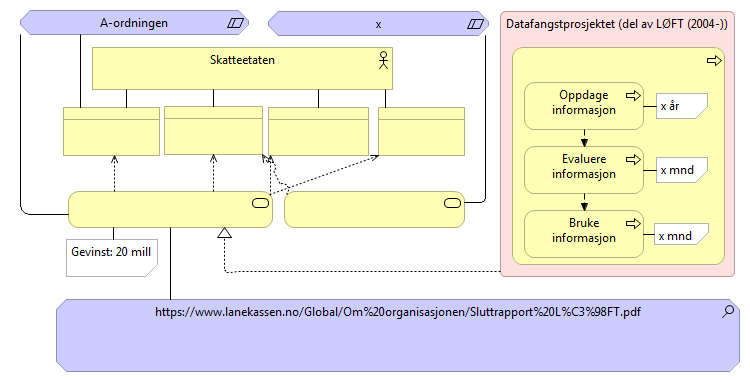 A-ordningen
x
Datafangstprosjektet (del av LØFT (2004-))
Skatteetaten
Oppdage
informasjon
x år
Evaluere
informasjon
x mnd
Bruke
informasjon
x mnd
Gevinst: 20 mill
https://www.lanekassen.no/Global/Om%20organisasjonen/Sluttrapport%20L%C3%98FT.pdf